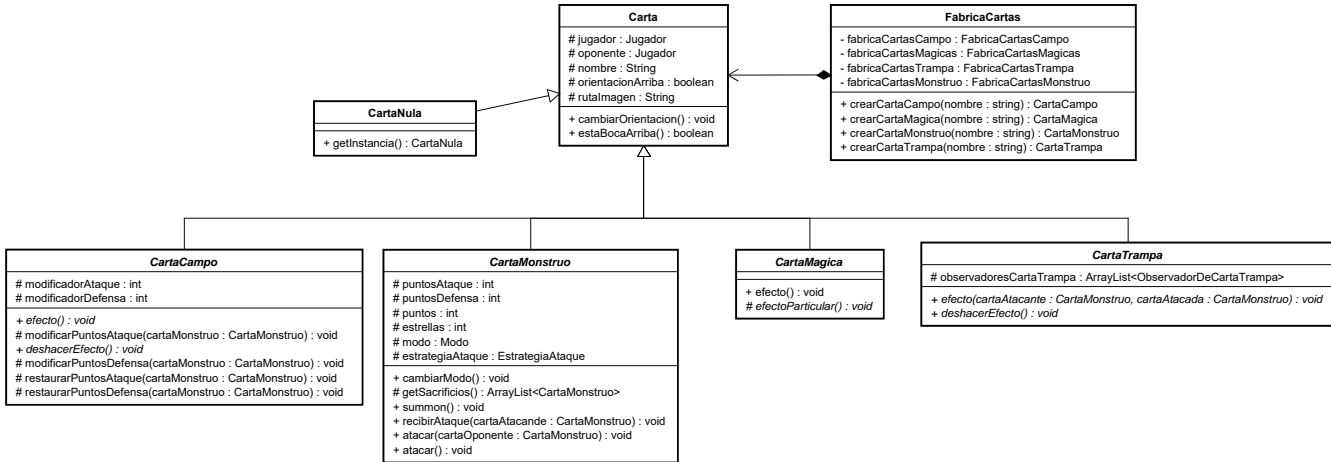 Carta
# jugador : Jugador
# oponente : Jugador
# nombre : String
# orientacionArriba : boolean
# rutaImagen : String
+ cambiarOrientacion() : void
+ estaBocaArriba() : boolean
FabricaCartas
- fabricaCartasCampo : FabricaCartasCampo
- fabricaCartasMagicas : FabricaCartasMagicas
- fabricaCartasTrampa : FabricaCartasTrampa
- fabricaCartasMonstruo : FabricaCartasMonstruo
+ crearCartaCampo(nombre : string) : CartaCampo
+ crearCartaMagica(nombre : string) : CartaMagica
+ crearCartaMonstruo(nombre : string) : CartaMonstruo
+ crearCartaTrampa(nombre : string) : CartaTrampa
CartaNula
+ getInstancia() : CartaNula
CartaCampo
# modificadorAtaque : int
# modificadorDefensa : int
+ efecto() : void
# modificarPuntosAtaque(cartaMonstruo : CartaMonstruo) : void
+ deshacerEfecto() : void
# modificarPuntosDefensa(cartaMonstruo : CartaMonstruo) : void
# restaurarPuntosAtaque(cartaMonstruo : CartaMonstruo) : void
# restaurarPuntosDefensa(cartaMonstruo : CartaMonstruo) : void
CartaMonstruo
# puntosAtaque : int
# puntosDefensa : int
# puntos : int
# estrellas : int
# modo : Modo
# estrategiaAtaque : EstrategiaAtaque
+ cambiarModo() : void
# getSacrificios() : ArrayList<CartaMonstruo>
+ summon() : void
+ recibirAtaque(cartaAtacande : CartaMonstruo) : void
+ atacar(cartaOponente : CartaMonstruo) : void
+ atacar() : void
CartaMagica
+ efecto() : void
# efectoParticular() : void
CartaTrampa
# observadoresCartaTrampa : ArrayList<ObservadorDeCartaTrampa>
+ efecto(cartaAtacante : CartaMonstruo, cartaAtacada : CartaMonstruo) : void
+ deshacerEfecto() : void